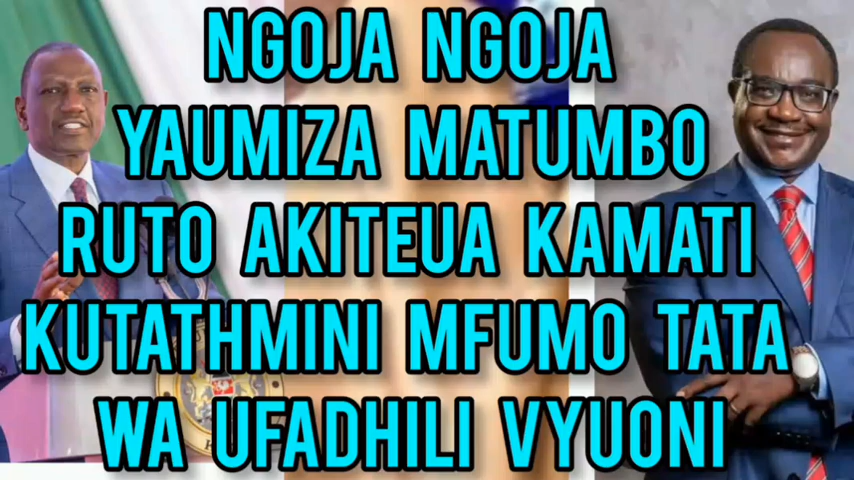 NGOJA NGOJA
YAUMIZA MATUMBO
RUTO AKITEUA KAMATI
KUTATHMINI MFUMO TATA
WA UFADHILI VYUONI